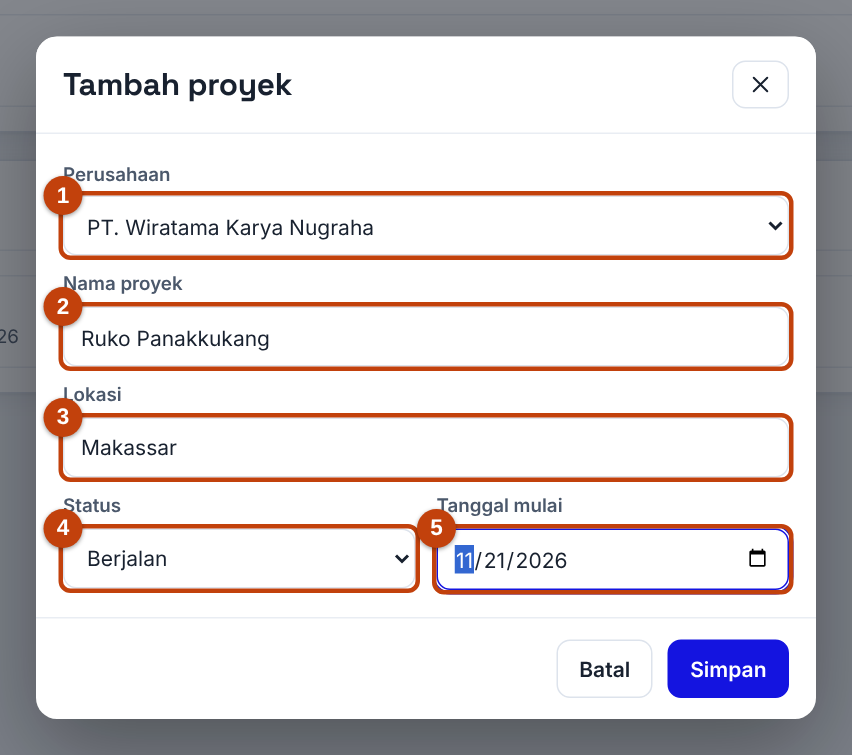 Tambah proyek
Perusahaan
1
PT. Wiratama Karya Nugraha
Nama proyek
2
Ruko Panakkukang
Lokasi
3
Makassar
Status
4
Berjalan
Tanggal mulai
5
11/21/2026
26
Batal
Simpan